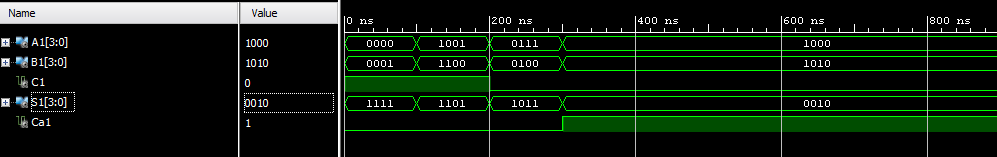 Name Value 0 ns 200 ns 400 ns 600 ns 800 ns
A1[3:0] 1000 0000 1001 0111 1000
B1[3:0] 1010 0001 1100 0100 1010
C1 0
S1[3:0] 0010 1111 1101 1011 0010
Ca1 1